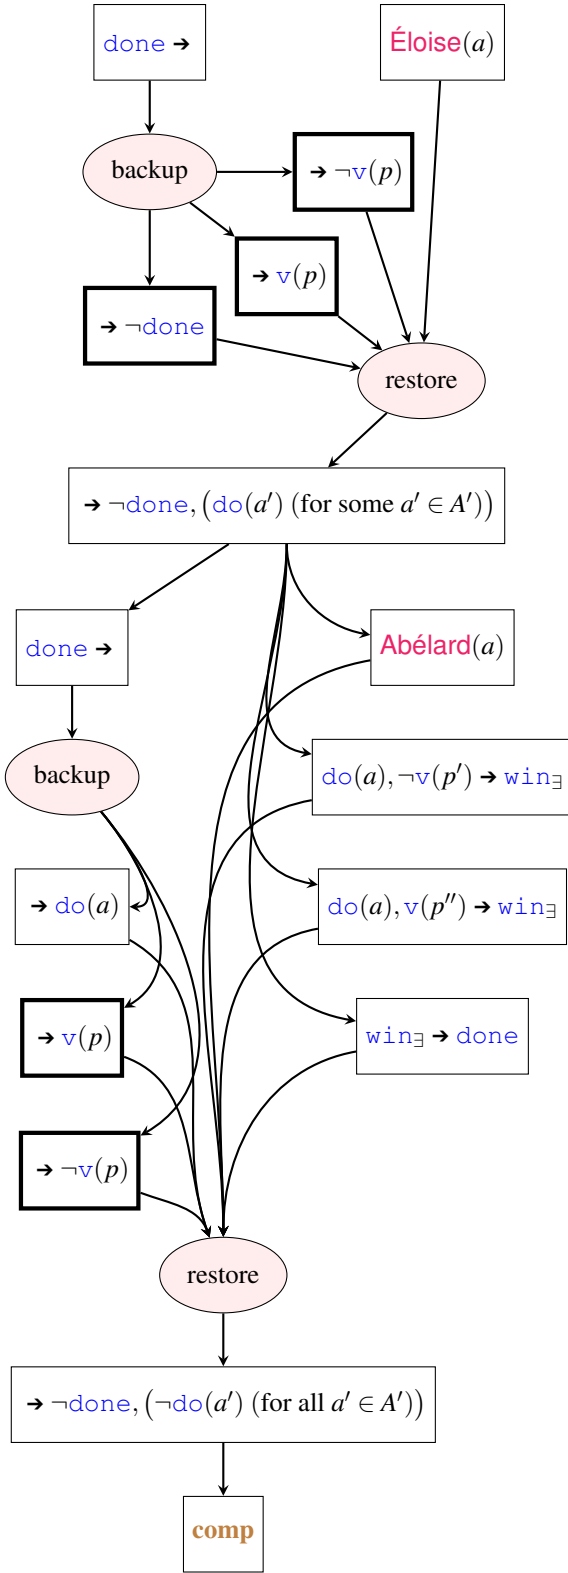 done →
Éloise(a)
backup
→ ¬v(p)
→ v(p)
→ ¬done
restore
→ ¬done, (do(a′) (for some a′ ∈ A′))
done →
Abélard(a)
backup
do(a), ¬v(p′) → win∃
→ do(a)
do(a), v(p′′) → win∃
→ v(p)
win∃ → done
→ ¬v(p)
restore
→ ¬done, (¬do(a′) (for all a′ ∈ A′))
comp